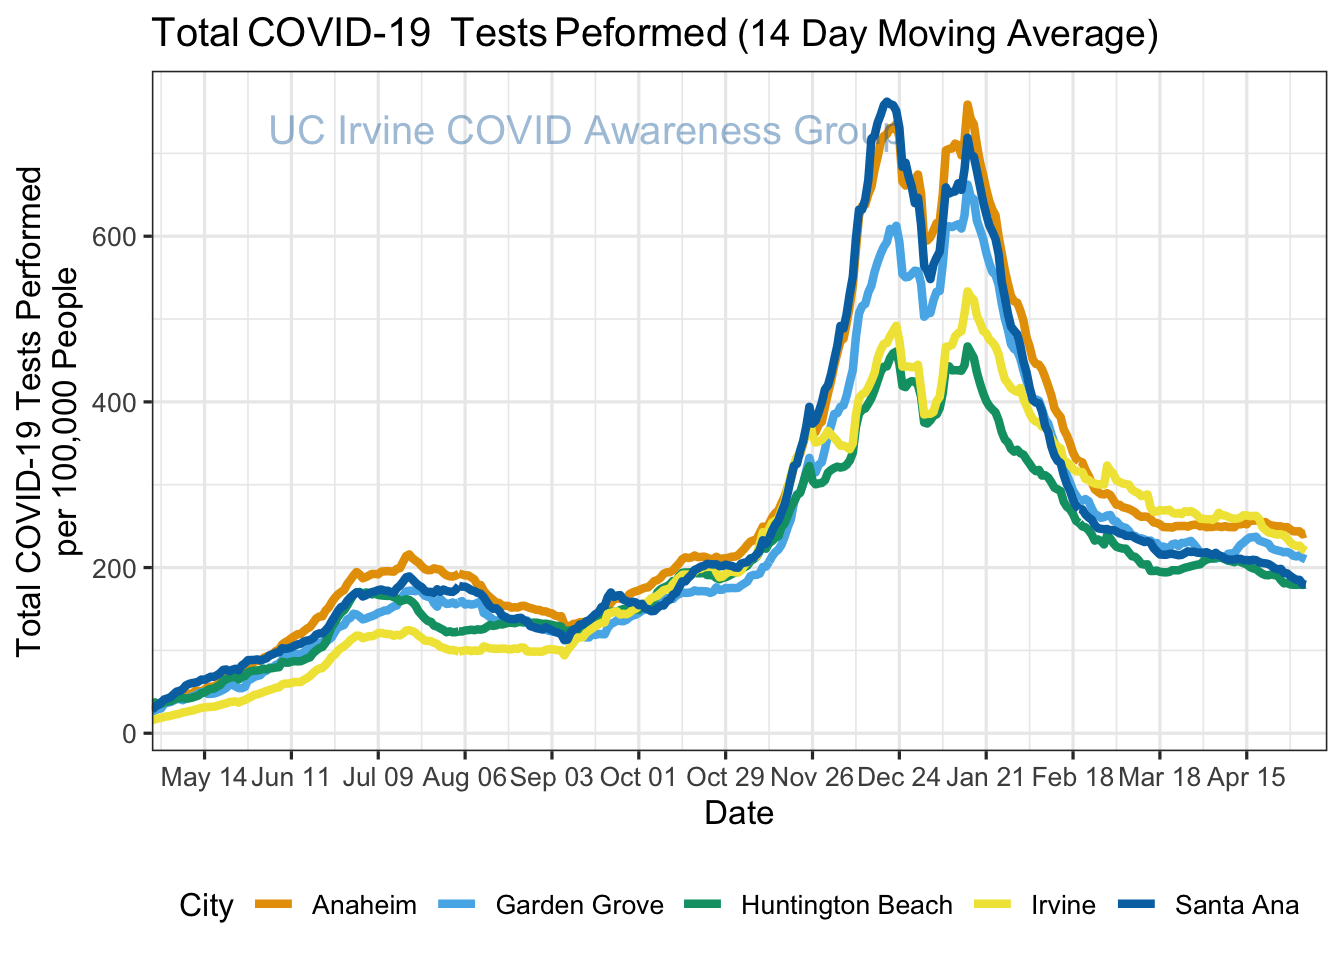 Total COVID-19 Tests Peformed (14 Day Moving Average)
UC Irvine COVID Awareness Group
Total COVID-19 Tests Performed
per 100,000 People
600
400
200
0
May 14 Jun 11 Jul 09 Aug 06 Sep 03 Oct 01 Oct 29 Nov 26 Dec 24 Jan 21 Feb 18 Mar 18 Apr 15
Date
City Anaheim Garden Grove Huntington Beach Irvine Santa Ana